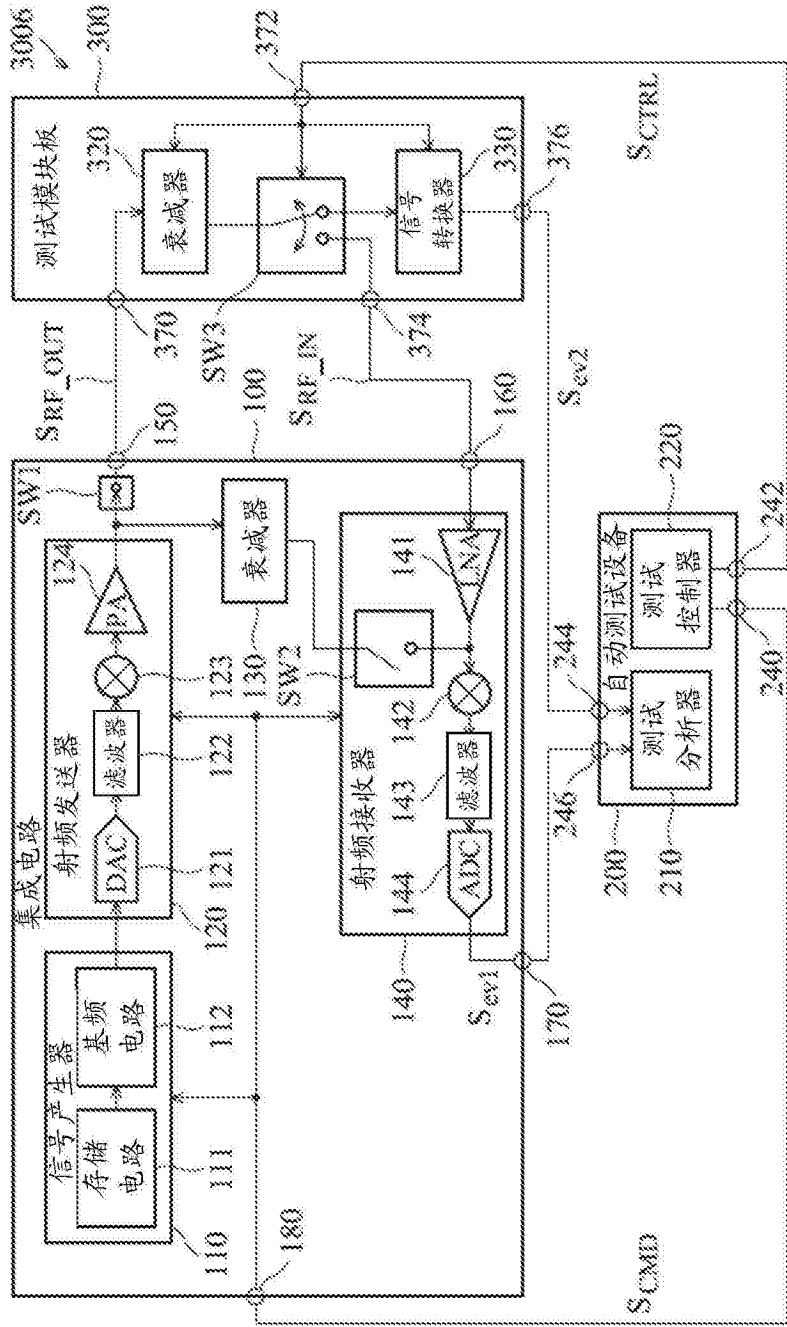 3006
集成电路
信号产生器
存储
电路
111
基频
电路
112
110
射频发送器
DAC
121
滤波器
122
123
PA
124
120
SW1
150
SRF_OUT
衰减器
130
100
SW2
射频接收器
LNA
141
142
滤波器
143
ADC
144
140
160
SRF_IN
Sev1
170
180
测试模块板
300
370
衰减器
320
SW3
372
374
信号
转换器
330
376
Sev2
SCTRL
自动测试设备
200
246
244
测试
分析器
210
测试
控制器
220
240
242
SCMD